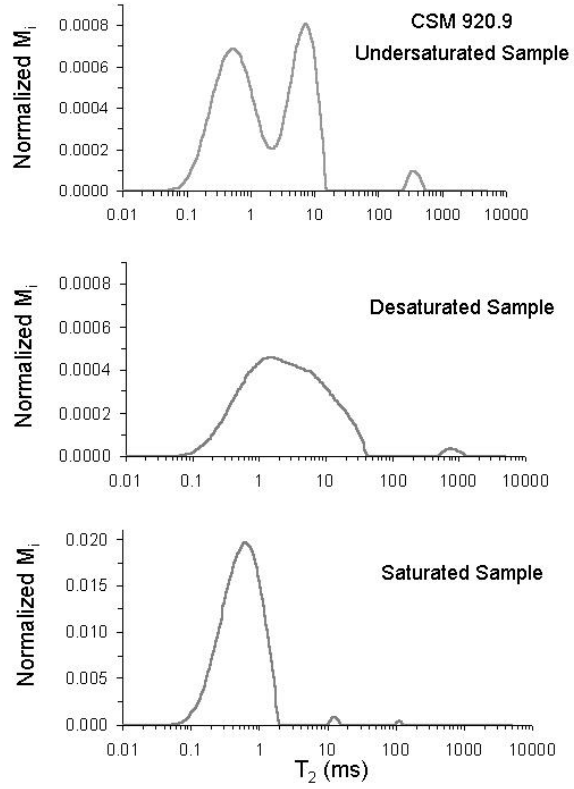 CSM 920.9
Undersaturated Sample
Normalized Mi
0.0008
0.0006
0.0004
0.0002
0.0000
0.01 0.1 1 10 100 1000 10000
Desaturated Sample
Normalized Mi
0.0008
0.0006
0.0004
0.0002
0.0000
0.01 0.1 1 10 100 1000 10000
Saturated Sample
Normalized Mi
0.020
0.015
0.010
0.005
0.000
0.01 0.1 1 10 100 1000 10000
T2 (ms)